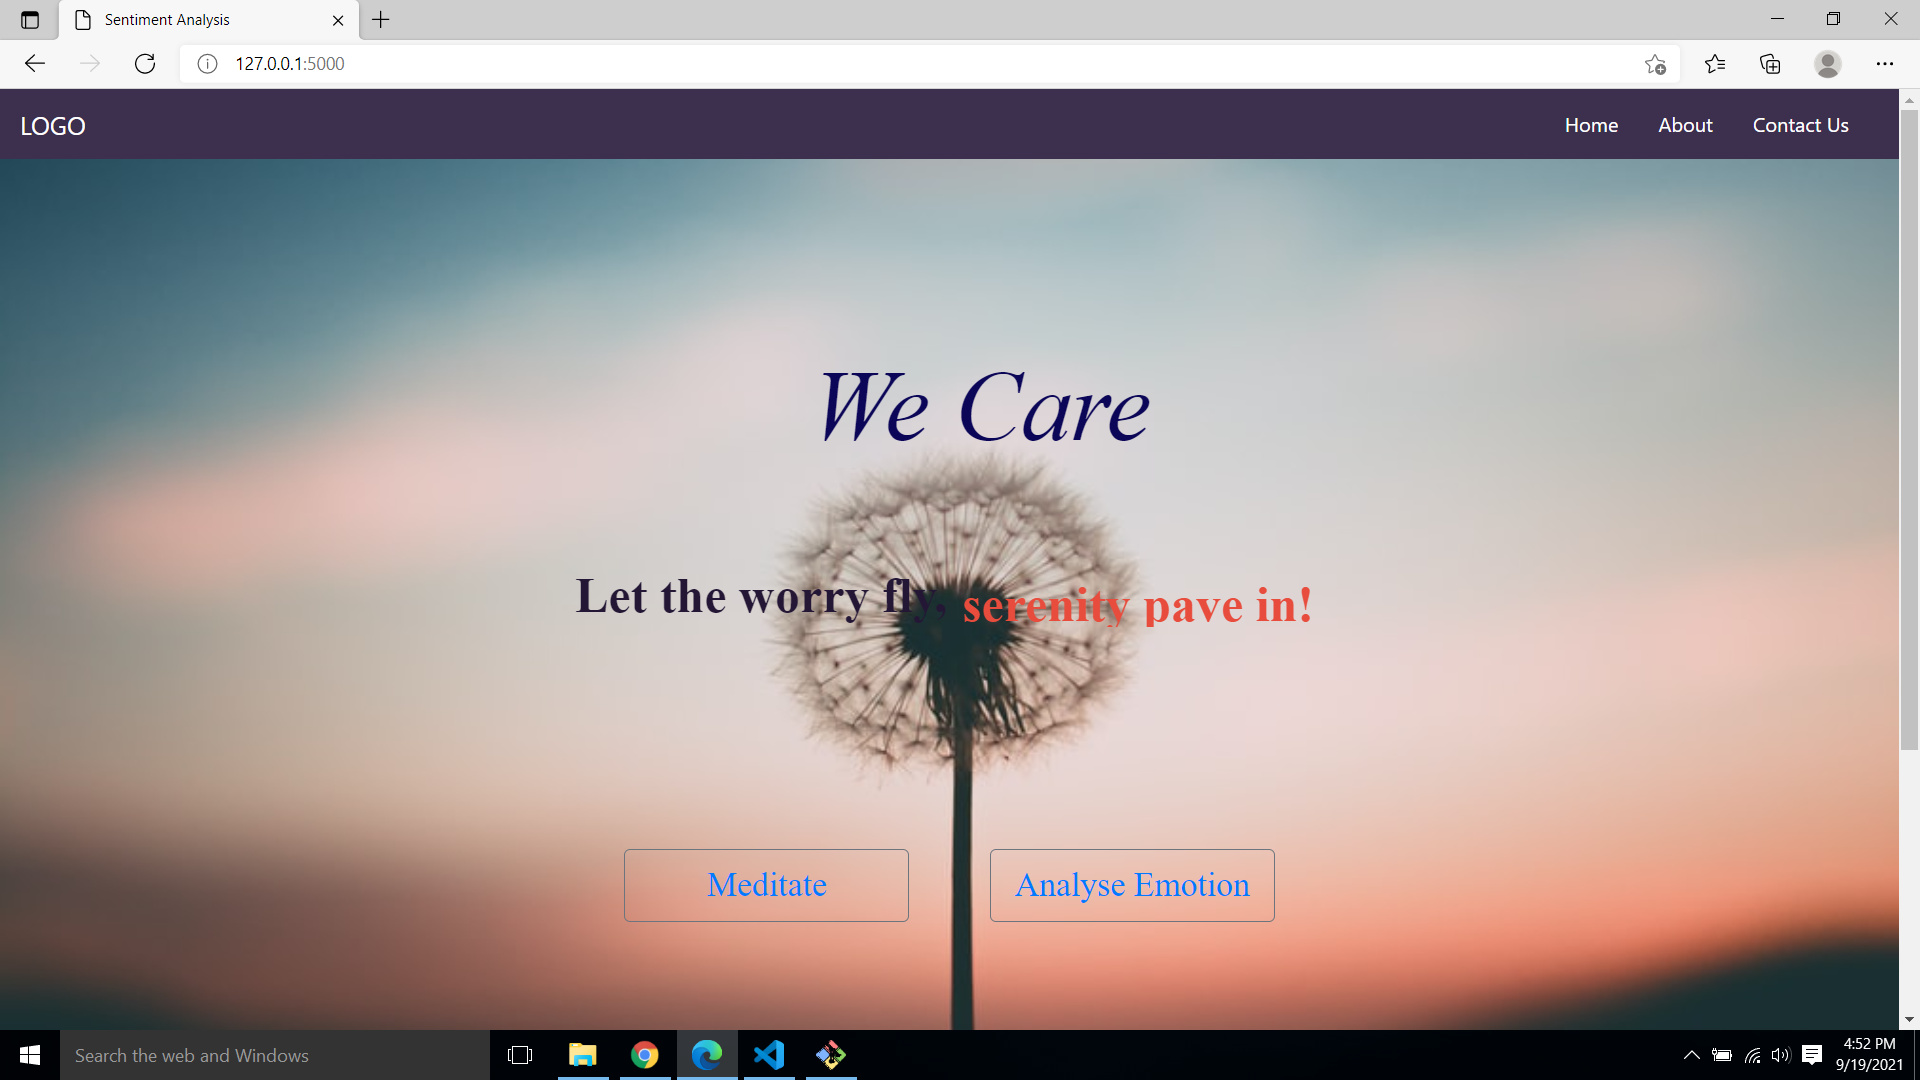 Sentiment Analysis
127.0.0.1:5000
LOGO
Home About Contact Us
We Care
Let the worry fly, serenity pave in!
Meditate Analyse Emotion
Search the web and Windows
4:52 PM
9/19/2021